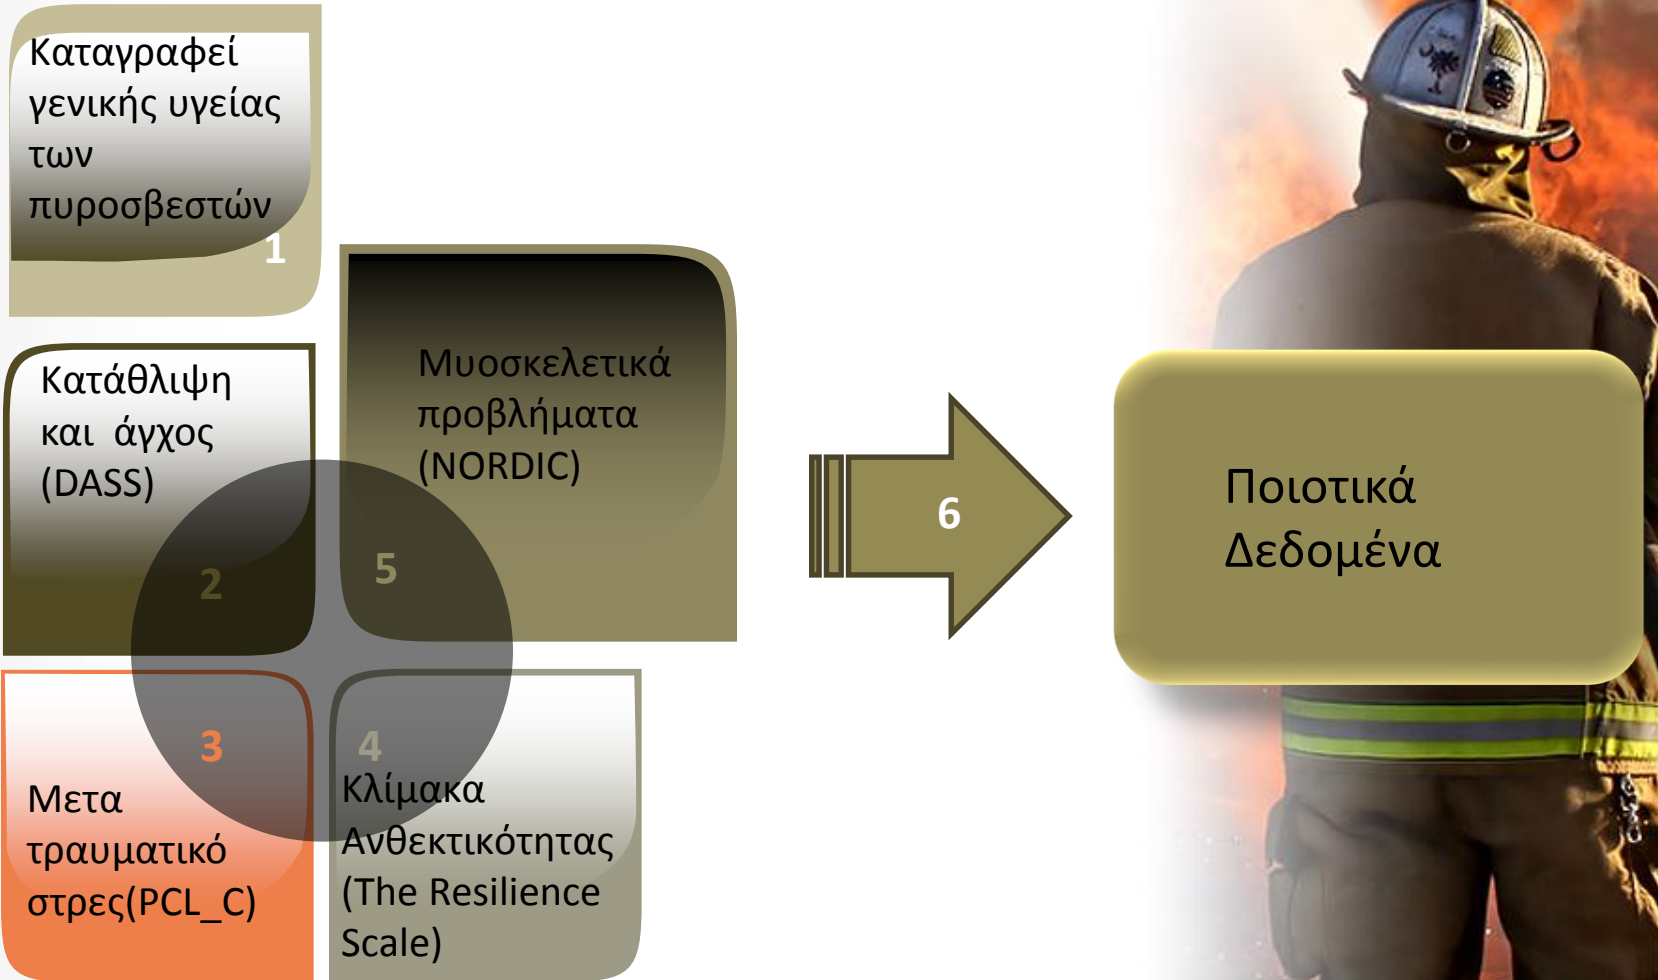 Καταγραφεί
γενικής υγείας
των
πυροσβεστών
1
Κατάθλιψη
και άγχος
(DASS)
2
Μυοσκελετικά
προβλήματα
(NORDIC)
5
3
Μετα
τραυματικό
στρες(PCL_C)
4
Κλίμακα
Ανθεκτικότητας
(The Resilience
Scale)
6
Ποιοτικά
Δεδομένα